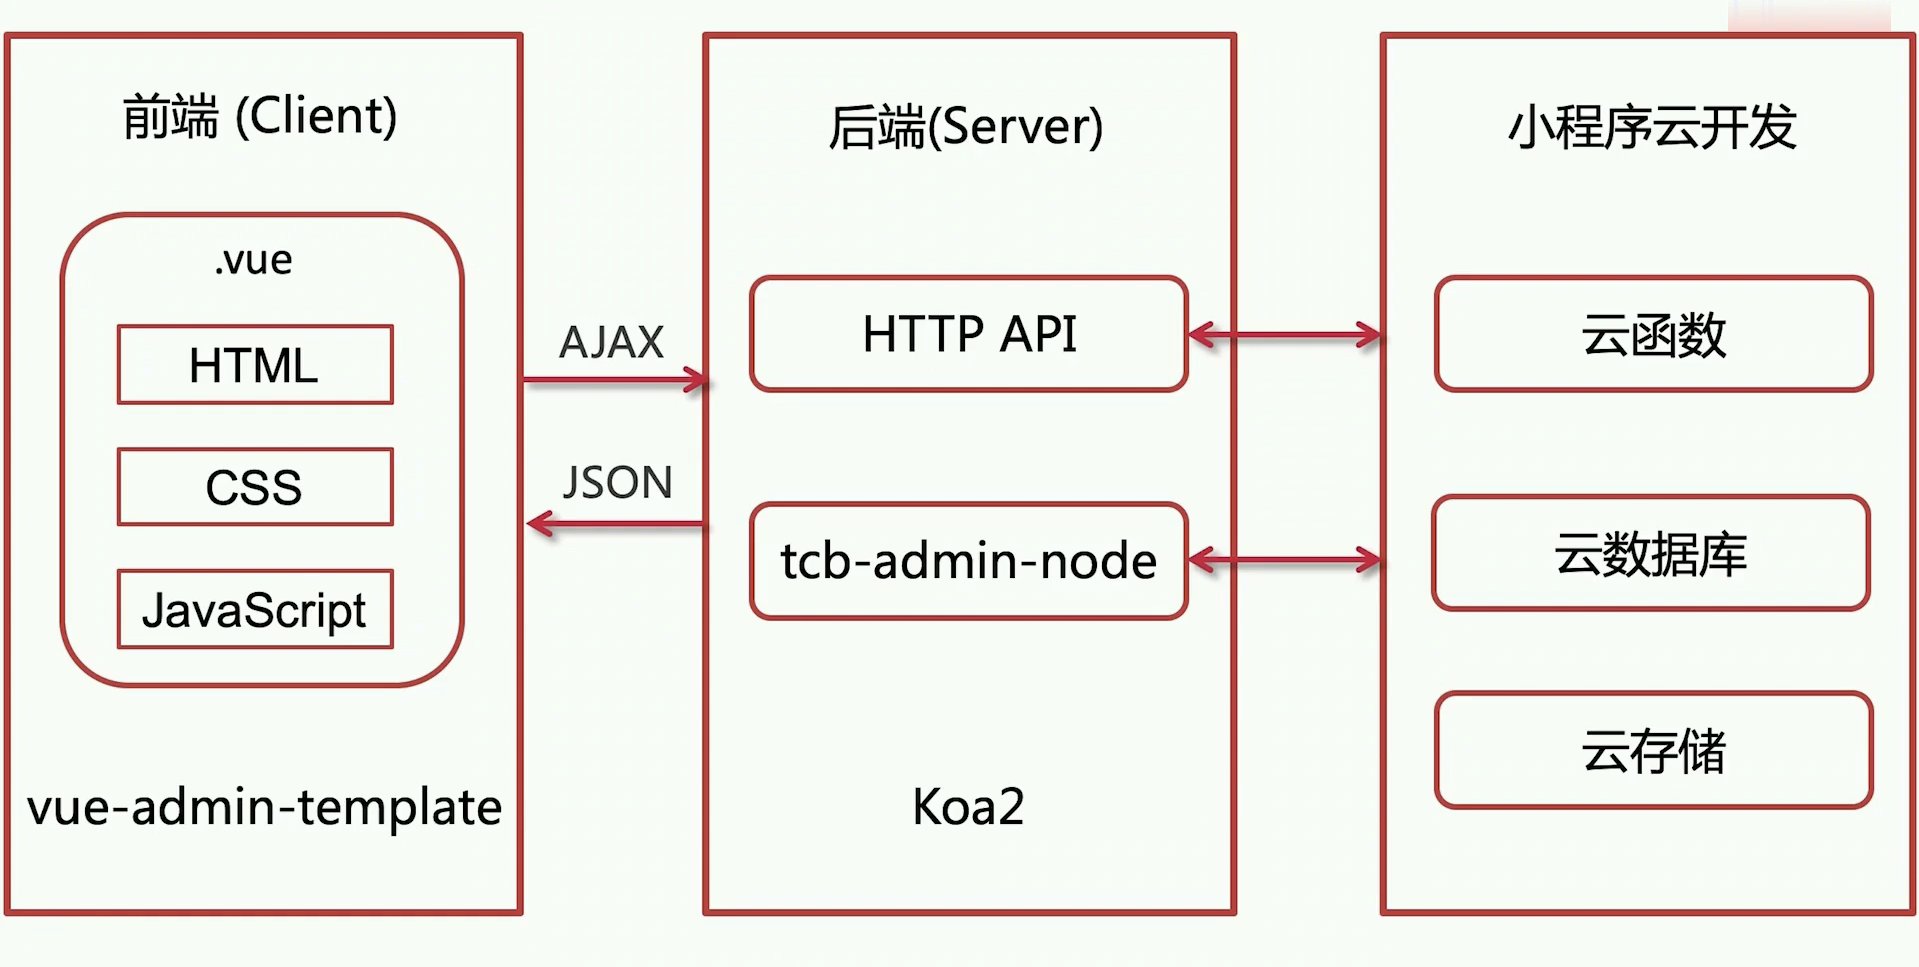 前端 (Client)
.vue
HTML
CSS
JavaScript
vue-admin-template
AJAX
JSON
后端(Server)
HTTP API
tcb-admin-node
Koa2
小程序云开发
云函数
云数据库
云存储